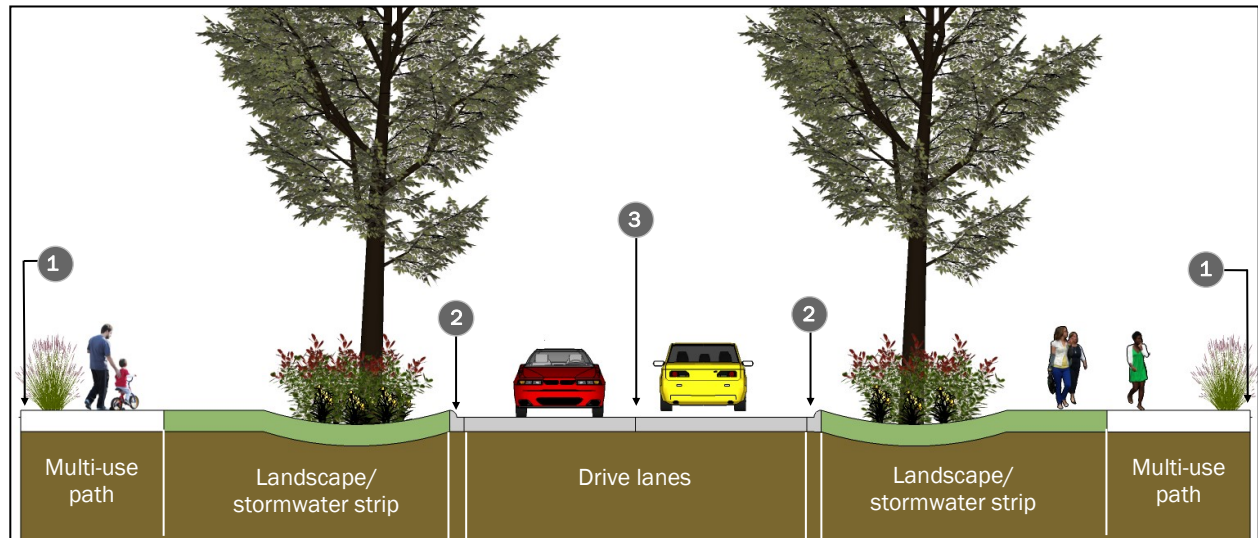 3
1
1
2
2
Multi-use
path
Landscape/
stormwater strip
Drive lanes
Landscape/
stormwater strip
Multi-use
path